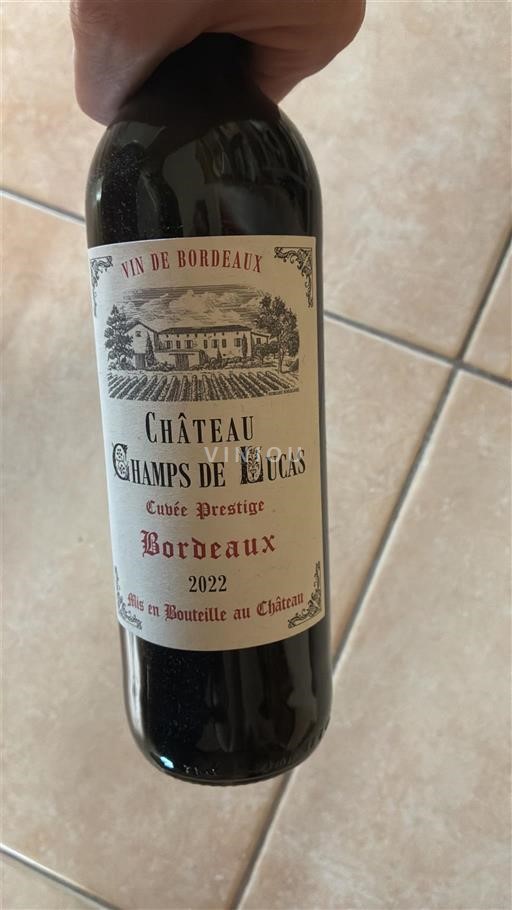 VIN DE BORDEAUX
CHÂTEAU
CHAMPS DE LUCAS
Cuvée Prestige
Bordeaux
2022
Mis en Bouteille au Château